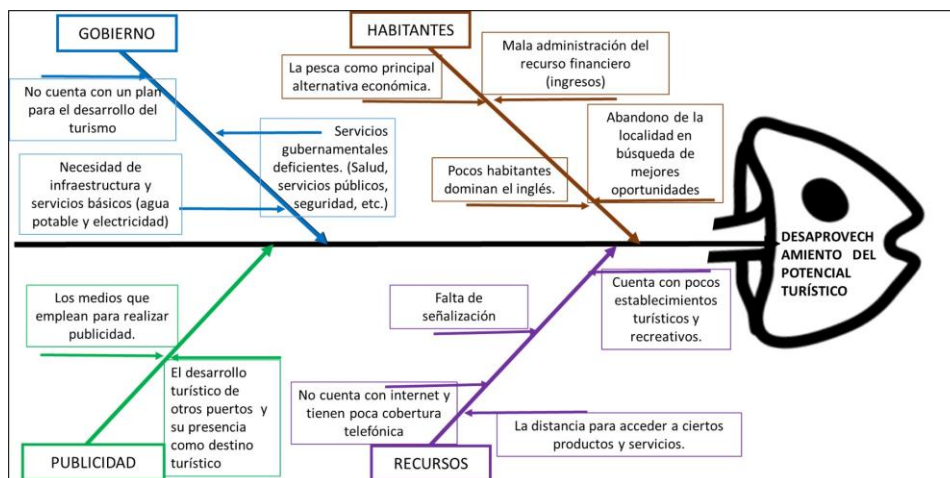 GOBIERNO
No cuenta con un plan
para el desarrollo del
turismo
Servicios
gubernamentales
deficientes. (Salud,
servicios públicos,
seguridad, etc.)
Necesidad de
infraestructura y
servicios básicos (agua
potable y electricidad)
HABITANTES
La pesca como principal
alternativa económica.
Mala administración del
recurso financiero
(ingresos)
Pocos habitantes
dominan el inglés.
Abandono de la
localidad en
búsqueda de
mejores
oportunidades
DESAPROVECH
AMIENTO DEL
POTENCIAL
TURÍSTICO
Los medios que
emplean para realizar
publicidad.
El desarrollo
turístico de
otros puertos y
su presencia
como destino
turístico
PUBLICIDAD
Falta de
señalización
Cuenta con pocos
establecimientos
turísticos y
recreativos.
No cuenta con internet y
tienen poca cobertura
telefónica
La distancia para acceder a ciertos
productos y servicios.
RECURSOS